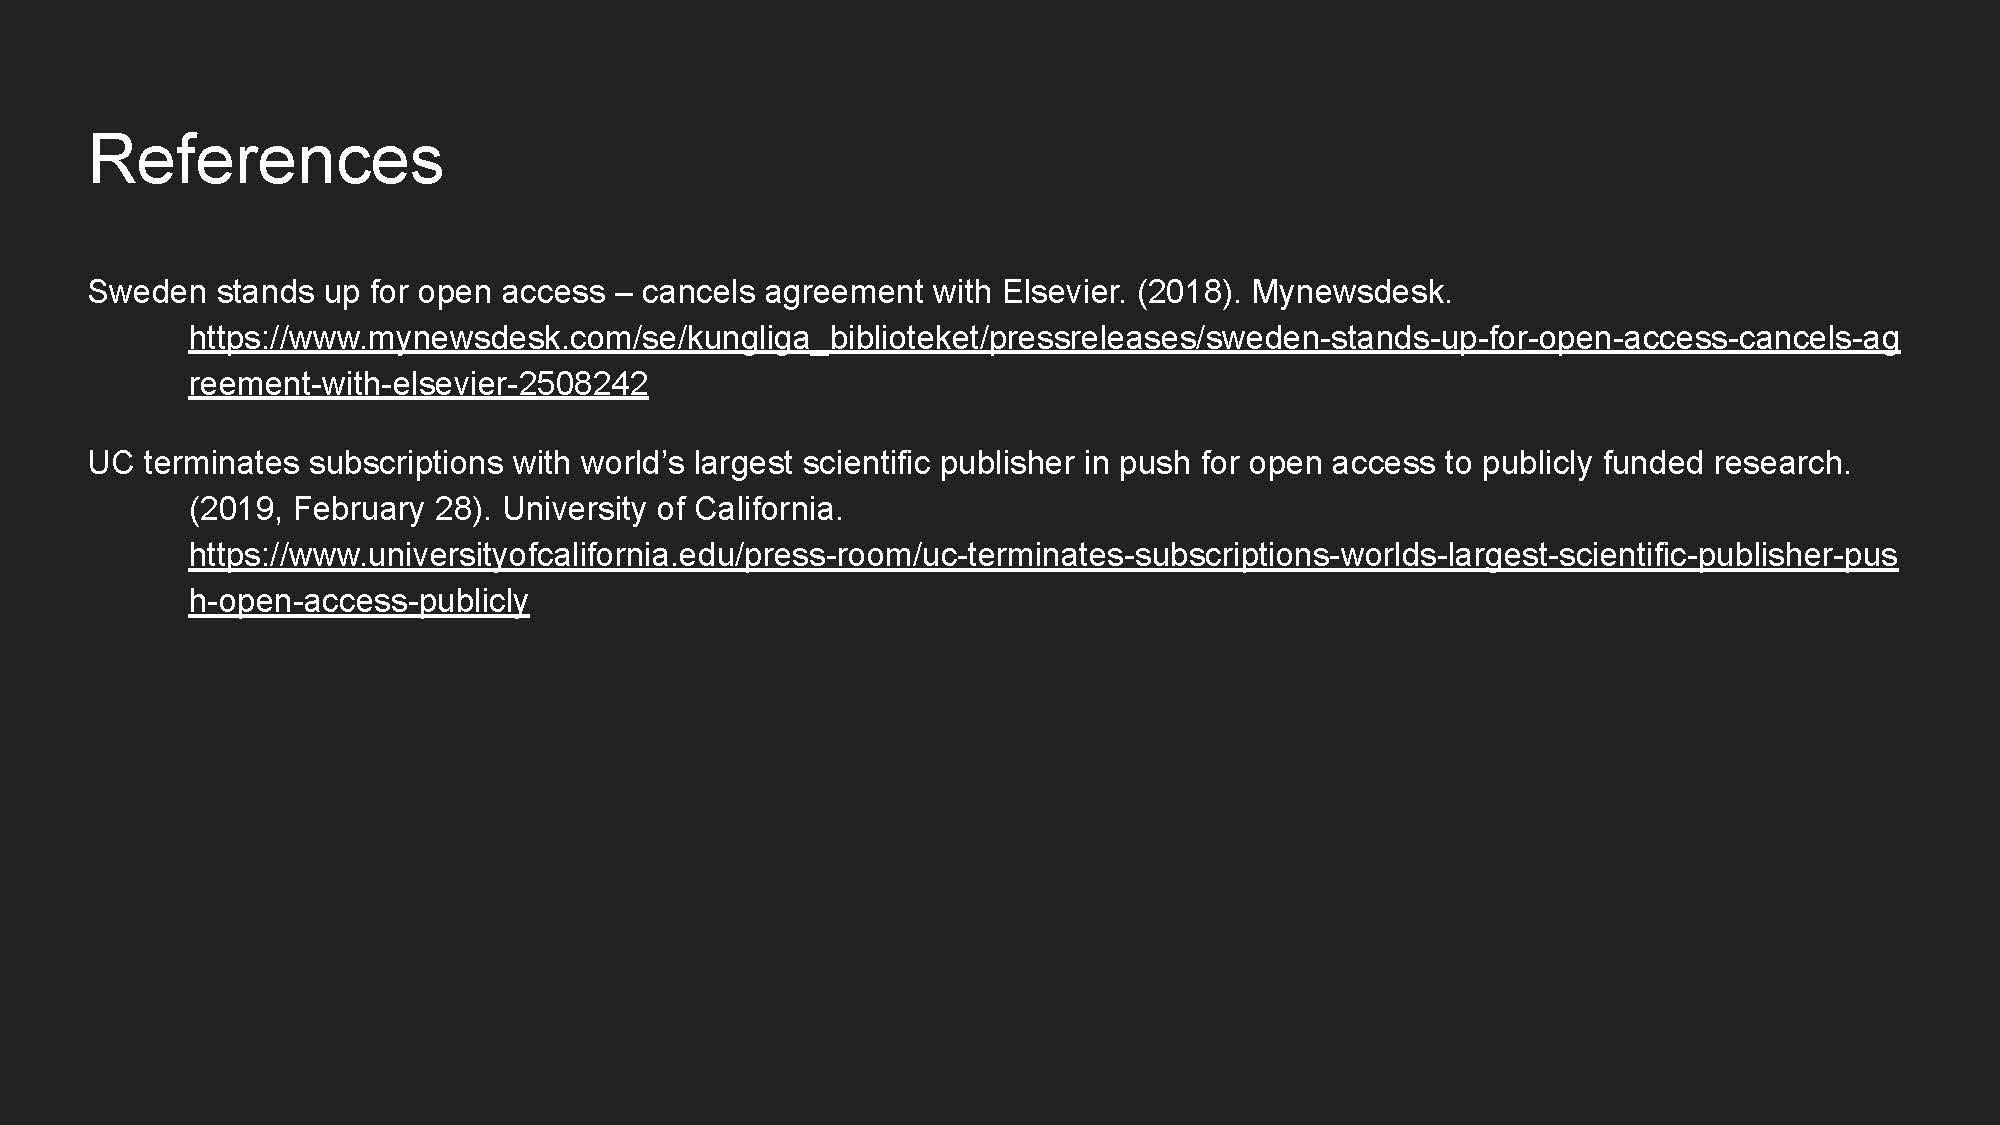 References
Sweden stands up for open access – cancels agreement with Elsevier. (2018). Mynewsdesk.
https://www.mynewsdesk.com/se/kungliga_biblioteket/pressreleases/sweden-stands-up-for-open-access-cancels-ag
reement-with-elsevier-2508242
UC terminates subscriptions with world’s largest scientific publisher in push for open access to publicly funded research.
(2019, February 28). University of California.
https://www.universityofcalifornia.edu/press-room/uc-terminates-subscriptions-worlds-largest-scientific-publisher-pus
h-open-access-publicly